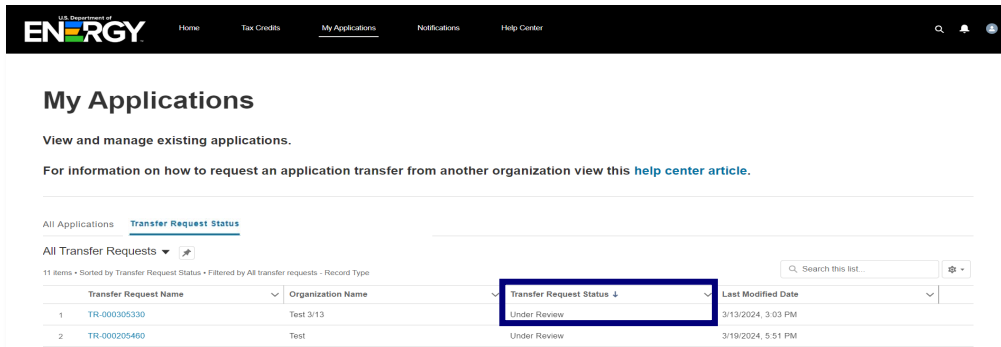 U.S. Department of
ENERGY
Home Tax Credits My Applications Notifications Help Center
My Applications
View and manage existing applications.
For information on how to request an application transfer from another organization view this help center article.
All Applications Transfer Request Status
All Transfer Requests
11 items • Sorted by Transfer Request Status • Filtered by All transfer requests - Record Type
Search this list...
Transfer Request Name Organization Name Transfer Request Status ↓ Last Modified Date
1 TR-000305330 Test 3/13 Under Review 3/13/2024, 3:03 PM
2 TR-000205460 Test Under Review 3/19/2024, 5:51 PM